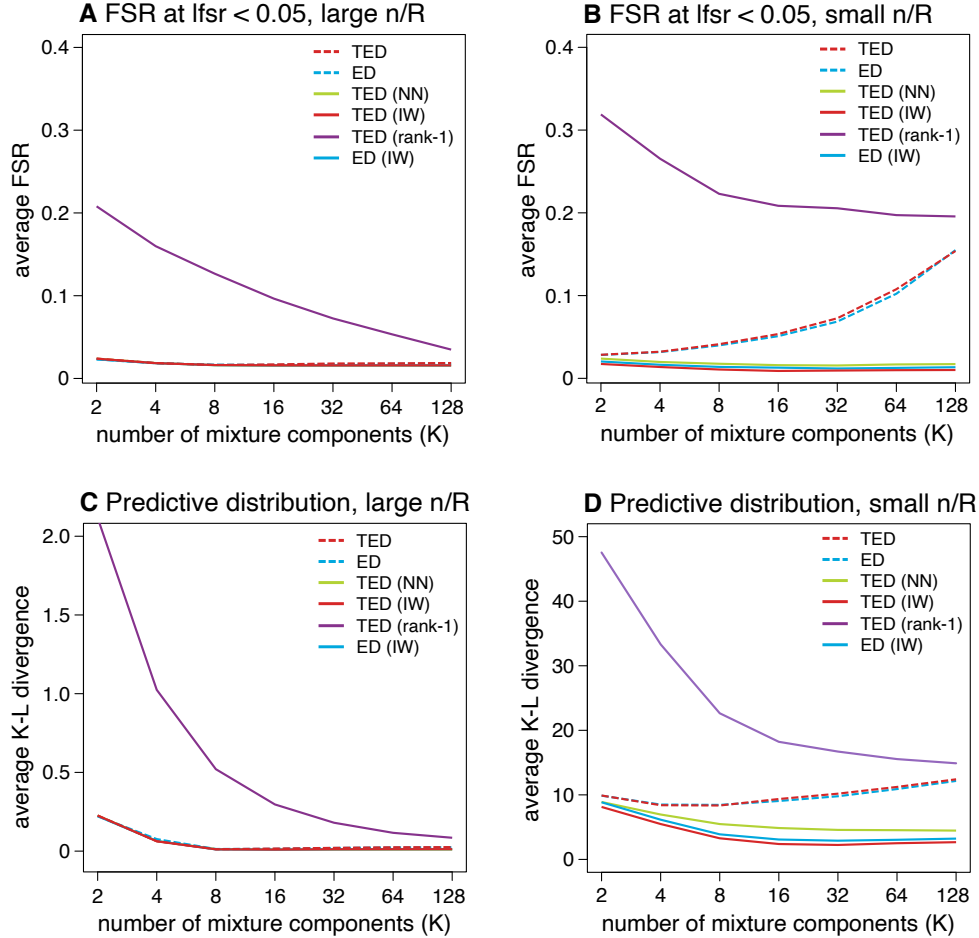 A FSR at lfsr < 0.05, large n/R
average FSR
0.4
0.3
0.2
0.1
0
TED
ED
TED (NN)
TED (IW)
TED (rank-1)
ED (IW)
2 4 8 16 32 64 128
number of mixture components (K)
B FSR at lfsr < 0.05, small n/R
average FSR
0.4
0.3
0.2
0.1
0
TED
ED
TED (NN)
TED (IW)
TED (rank-1)
ED (IW)
2 4 8 16 32 64 128
number of mixture components (K)
C Predictive distribution, large n/R
average K-L divergence
2.0
1.0
0.5
0
TED
ED
TED (NN)
TED (IW)
TED (rank-1)
ED (IW)
2 4 8 16 32 64 128
number of mixture components (K)
D Predictive distribution, small n/R
average K-L divergence
50
40
30
20
10
0
TED
ED
TED (NN)
TED (IW)
TED (rank-1)
ED (IW)
2 4 8 16 32 64 128
number of mixture components (K)